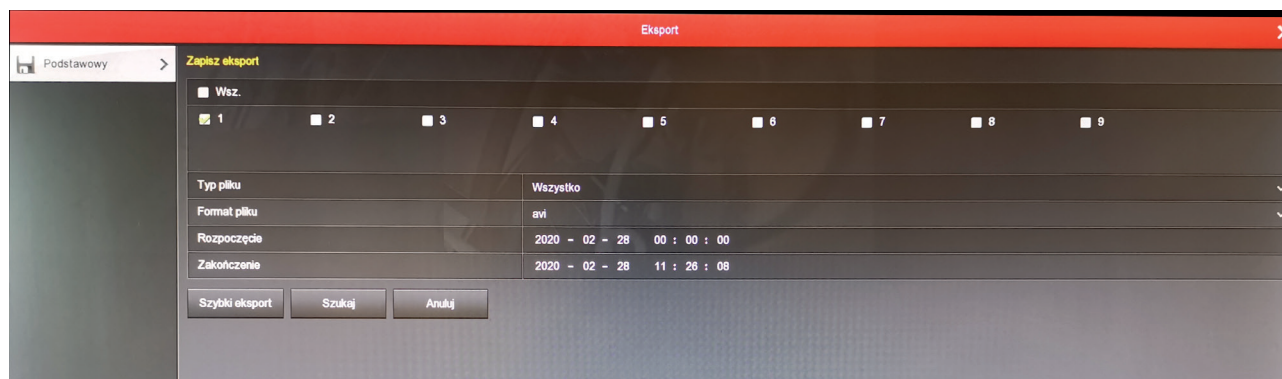 Eksport
Podstawowy
Zapisz eksport
Wsz.
1 2 3 4 5 6 7 8 9
Typ pliku Wszystko
Format pliku avi
Rozpoczęcie 2020 - 02 - 28 00 : 00 : 00
Zakończenie 2020 - 02 - 28 11 : 26 : 08
Szybki eksport Szukaj Anuluj